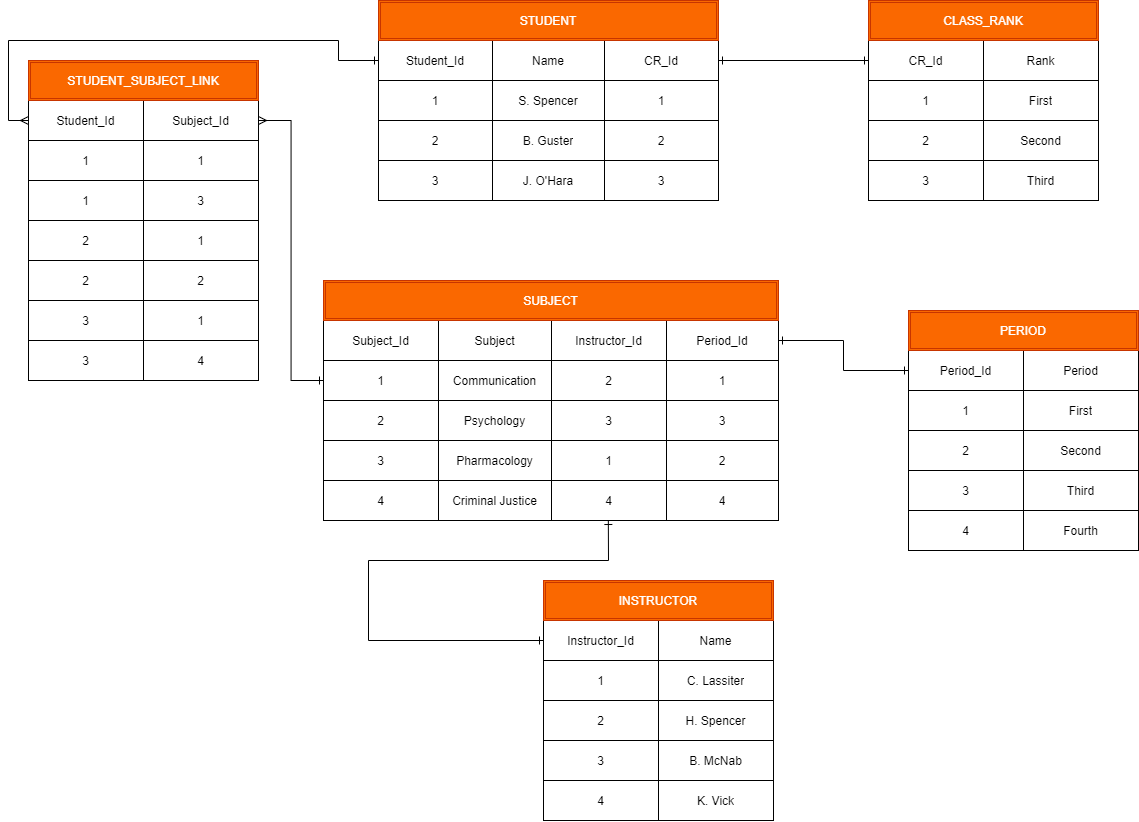 STUDENT
Student_Id Name CR_Id
1 S. Spencer 1
2 B. Guster 2
3 J. O'Hara 3
CLASS_RANK
CR_Id Rank
1 First
2 Second
3 Third
STUDENT_SUBJECT_LINK
Student_Id Subject_Id
1 1
1 3
2 1
2 2
3 1
3 4
SUBJECT
Subject_Id Subject Instructor_Id Period_Id
1 Communication 2 1
2 Psychology 3 3
3 Pharmacology 1 2
4 Criminal Justice 4 4
PERIOD
Period_Id Period
1 First
2 Second
3 Third
4 Fourth
INSTRUCTOR
Instructor_Id Name
1 C. Lassiter
2 H. Spencer
3 B. McNab
4 K. Vick